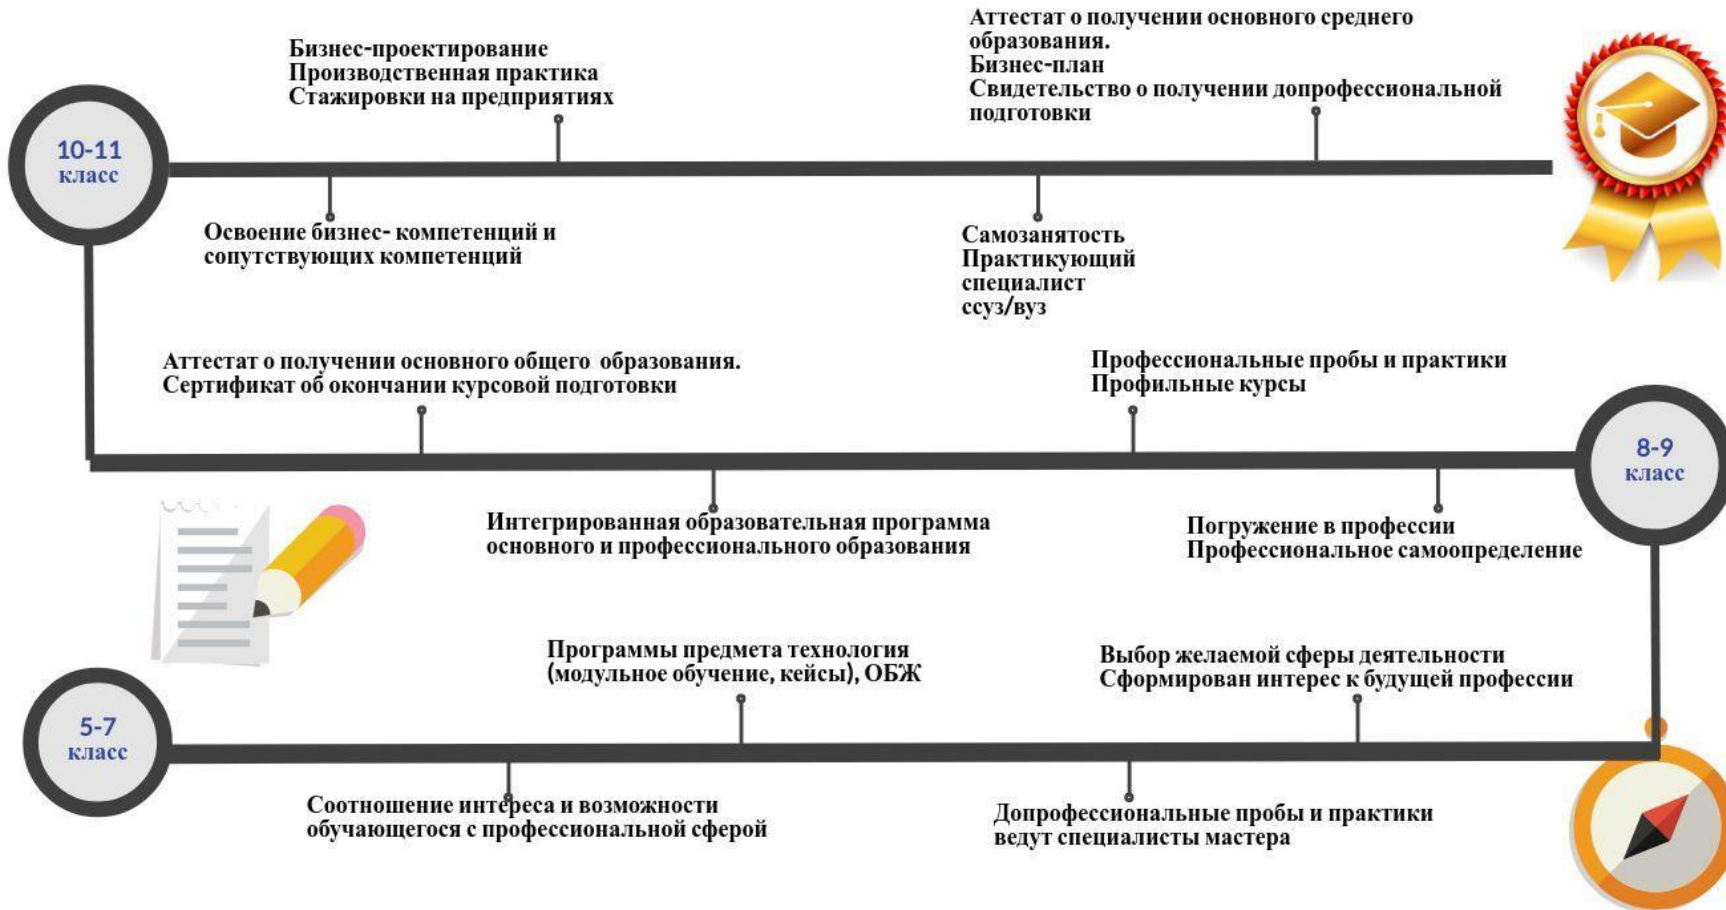 Аттестат о получении основного среднего
образования.
Бизнес-план
Свидетельство о получении допрофессиональной
подготовки
Бизнес-проектирование
Производственная практика
Стажировки на предприятиях
10-11
класс
Освоение бизнес- компетенций и
сопутствующих компетенций
Самозанятость
Практикующий
специалист
ссуз/вуз
Аттестат о получении основного общего образования.
Сертификат об окончании курсовой подготовки
Профессиональные пробы и практики
Профильные курсы
8-9
класс
Интегрированная образовательная программа
основного и профессионального образования
Погружение в профессии
Профессиональное самоопределение
Программы предмета технология
(модульное обучение, кейсы), ОБЖ
Выбор желаемой сферы деятельности
Сформирован интерес к будущей профессии
5-7
класс
Соотношение интереса и возможности
обучающегося с профессиональной сферой
Допрофессиональные пробы и практики
ведут специалисты мастера